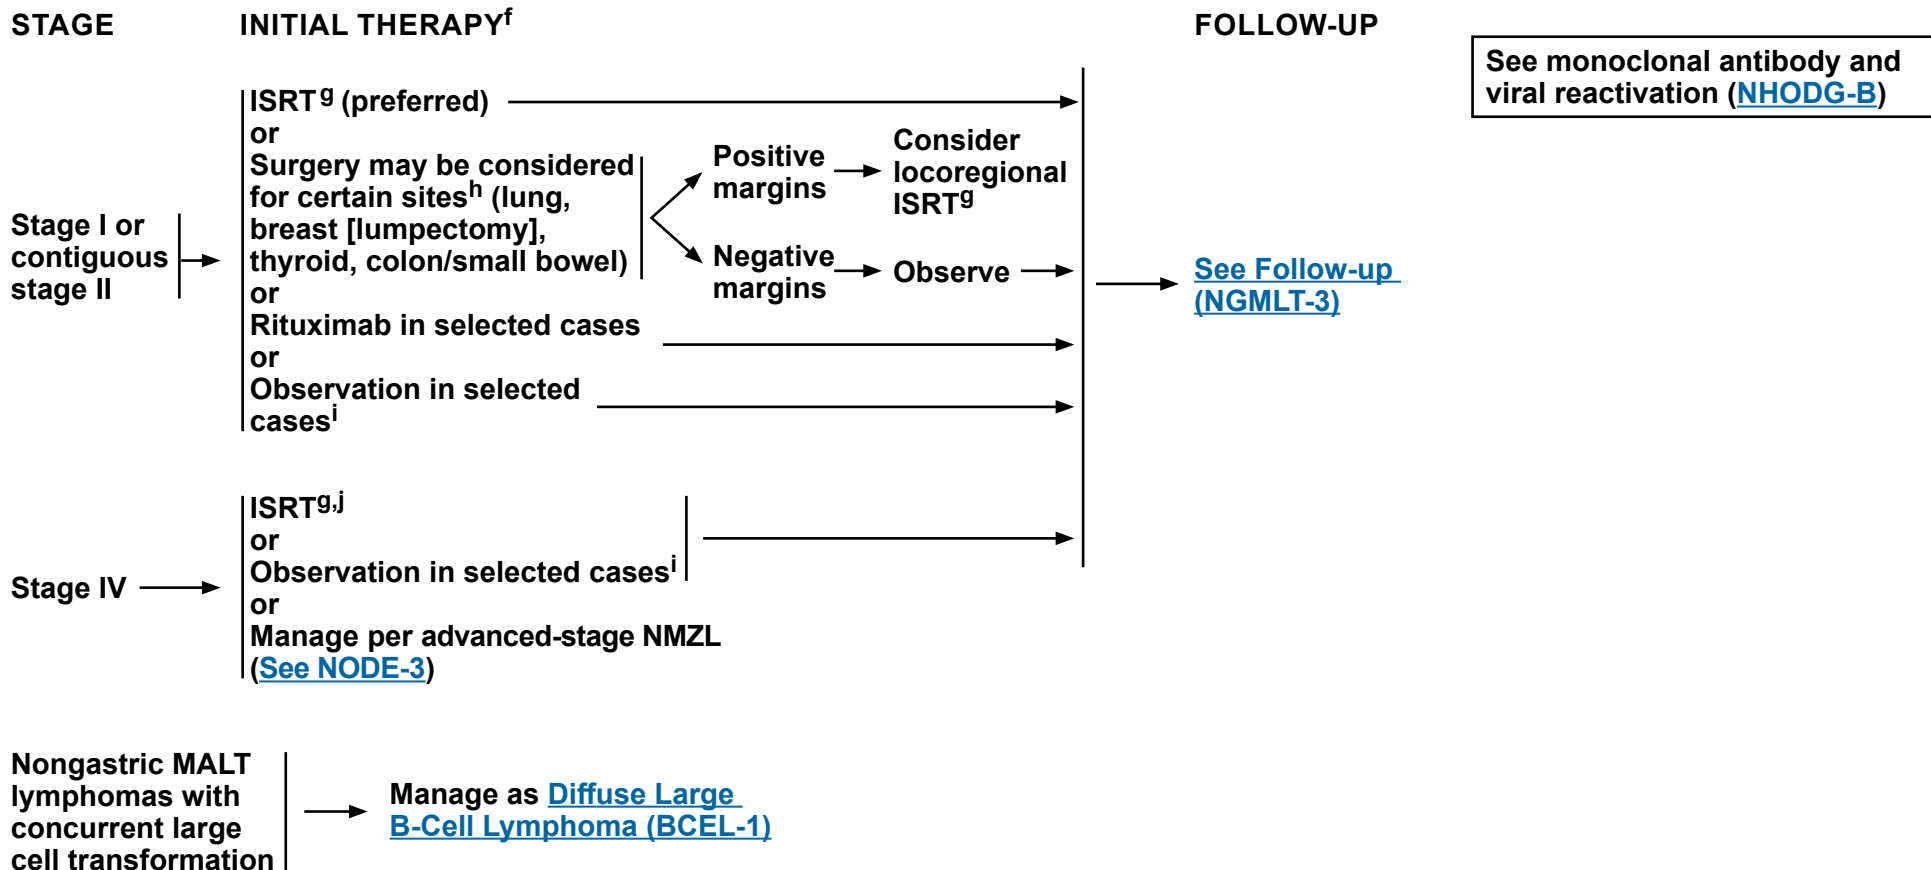 STAGE
INITIAL THERAPYf
FOLLOW-UP
See monoclonal antibody and
viral reactivation (NHODG-B)
Stage I or
contiguous
stage II
ISRTg (preferred)
or
Surgery may be considered
for certain sitesh (lung,
breast [lumpectomy],
thyroid, colon/small bowel)
Positive
margins
Consider
locoregional
ISRTg
Negative
margins
Observe
or
Rituximab in selected cases
or
Observation in selected
casesi
See Follow-up
(NGMLT-3)
Stage IV
ISRTg,j
or
Observation in selected casesi
or
Manage per advanced-stage NMZL
(See NODE-3)
Nongastric MALT
lymphomas with
concurrent large
cell transformation
Manage as Diffuse Large
B-Cell Lymphoma (BCEL-1)